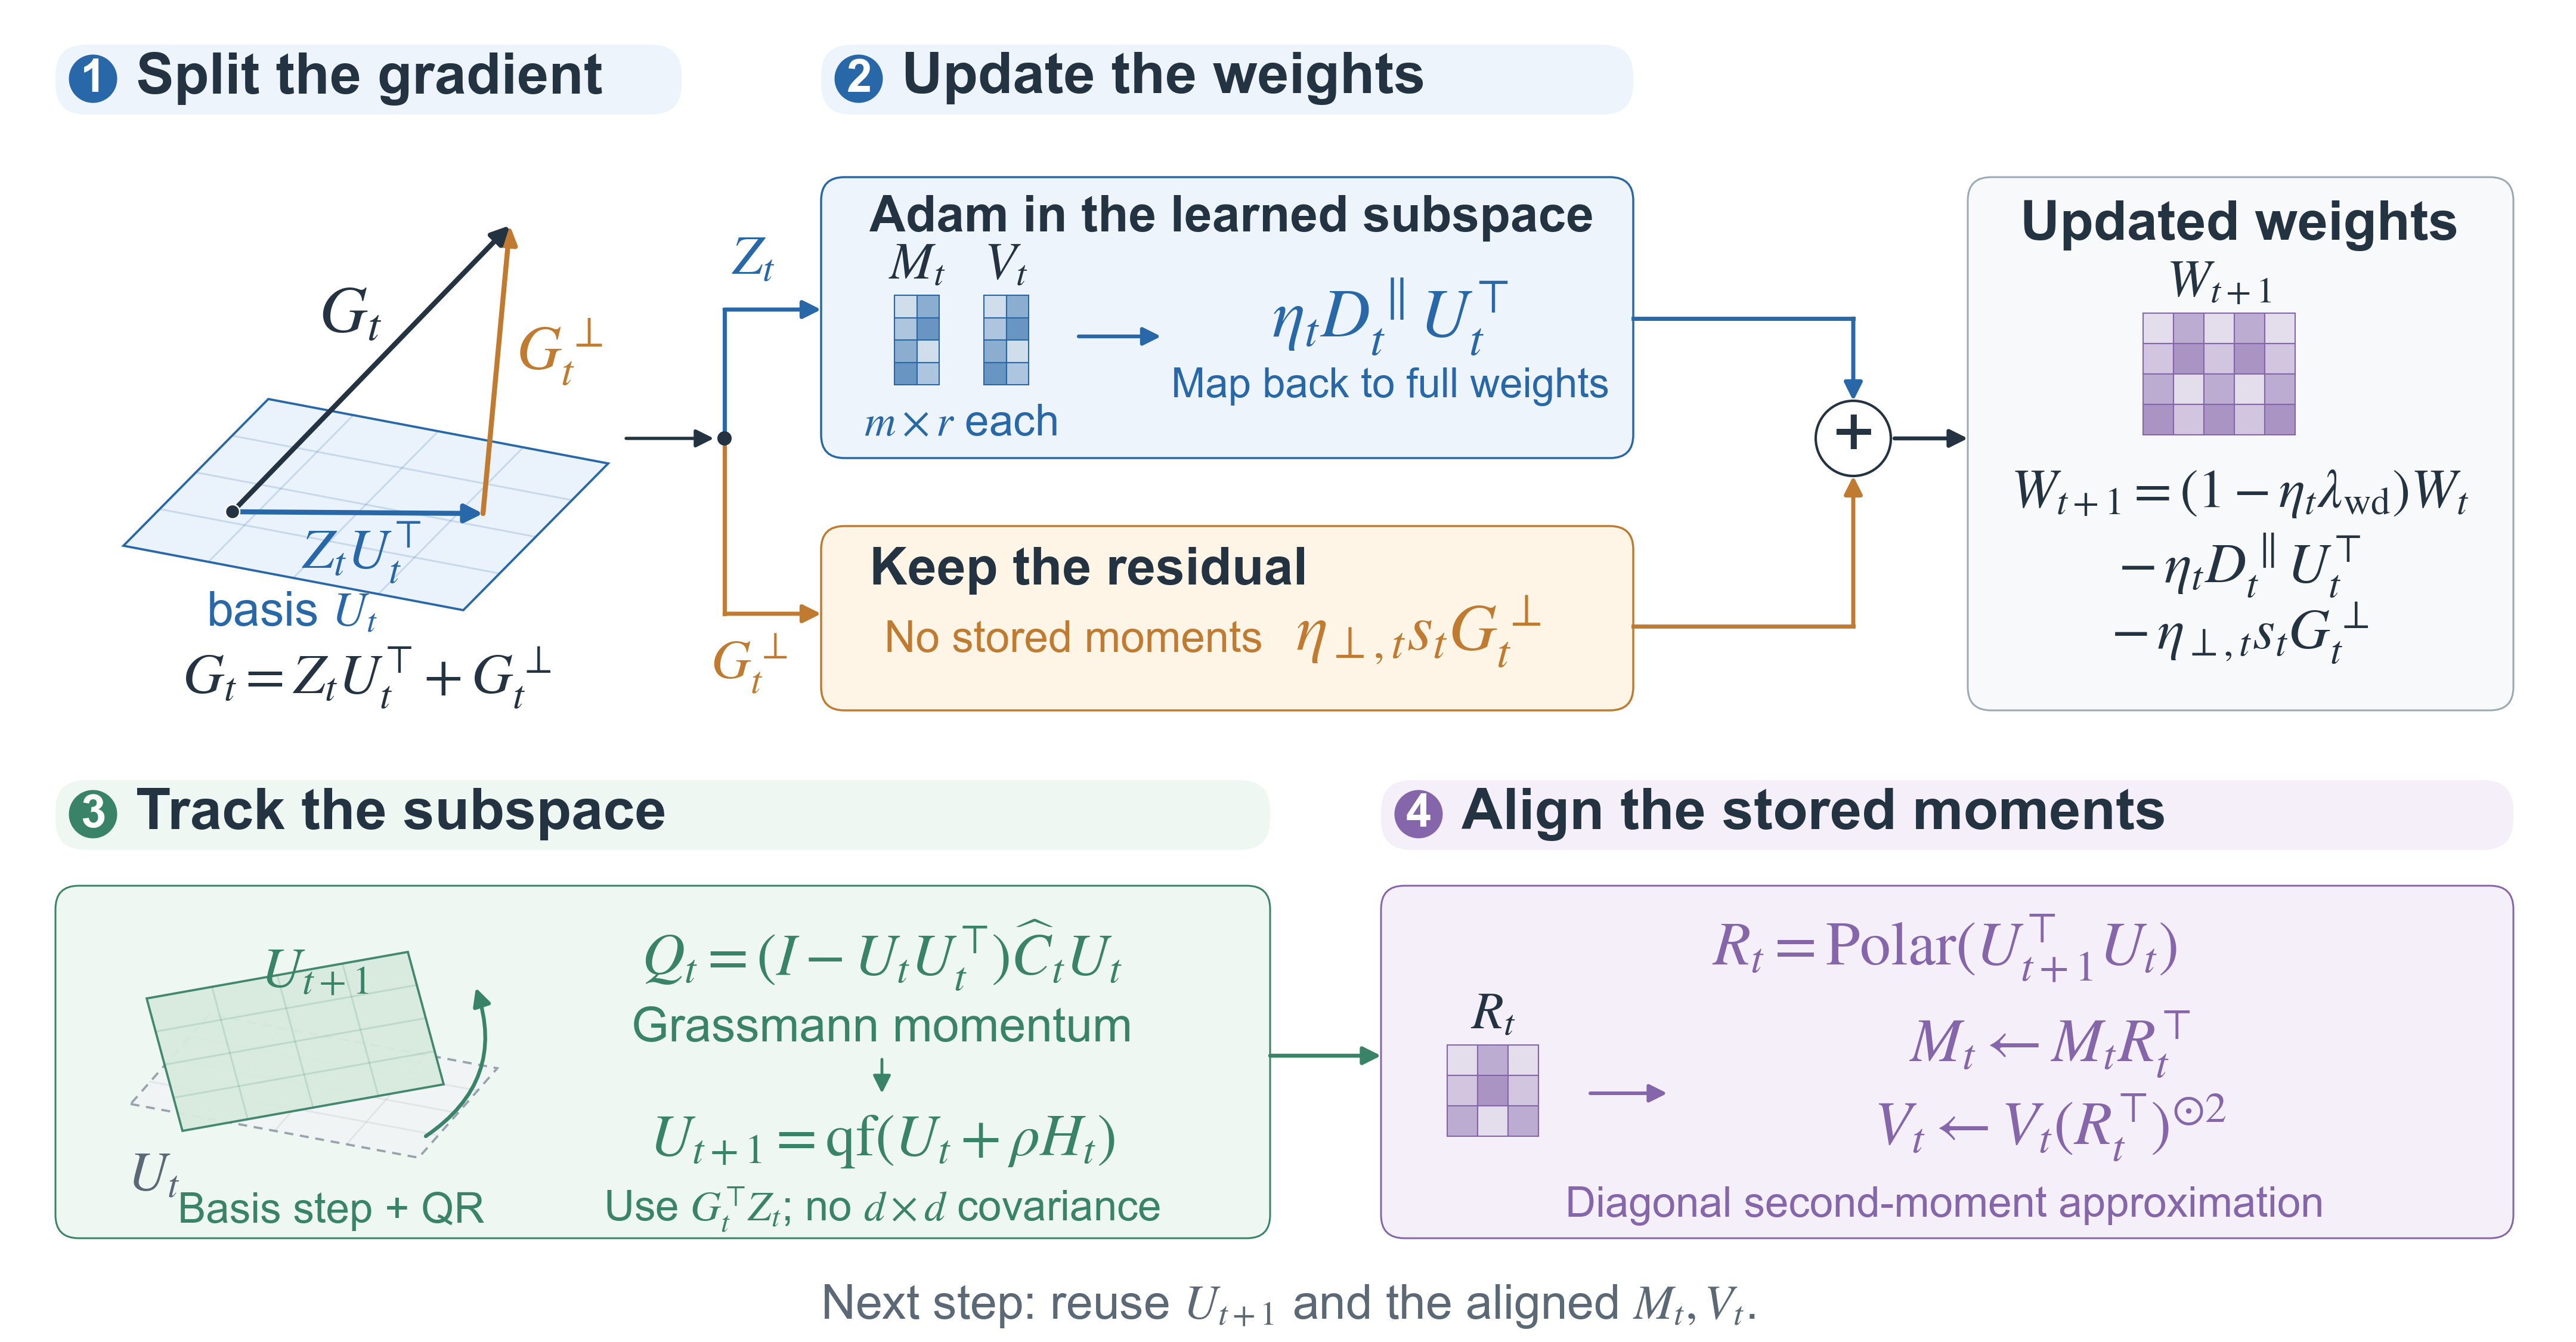 1 Split the gradient
2 Update the weights
G_t
G_t^⊥
Z_t U_t^⊤
basis U_t
G_t = Z_t U_t^⊤ + G_t^⊥
Z_t
G_t^⊥
Adam in the learned subspace
M_t V_t
m × r each
η_t D_t^∥ U_t^⊤
Map back to full weights
Keep the residual
No stored moments η_{⊥,t} s_t G_t^⊥
+
Updated weights
W_{t+1}
W_{t+1} = (1 − η_t λ_wd) W_t
− η_t D_t^∥ U_t^⊤
− η_{⊥,t} s_t G_t^⊥
3 Track the subspace
U_{t+1}
U_t
Basis step + QR
Q_t = (I − U_t U_t^⊤) Ĉ_t U_t
Grassmann momentum
U_{t+1} = qf(U_t + ρH_t)
Use G_t^⊤ Z_t; no d × d covariance
4 Align the stored moments
R_t = Polar(U_{t+1}^⊤ U_t)
R_t
M_t ← M_t R_t^⊤
V_t ← V_t (R_t^⊤)^{⊙2}
Diagonal second-moment approximation
Next step: reuse U_{t+1} and the aligned M_t, V_t.